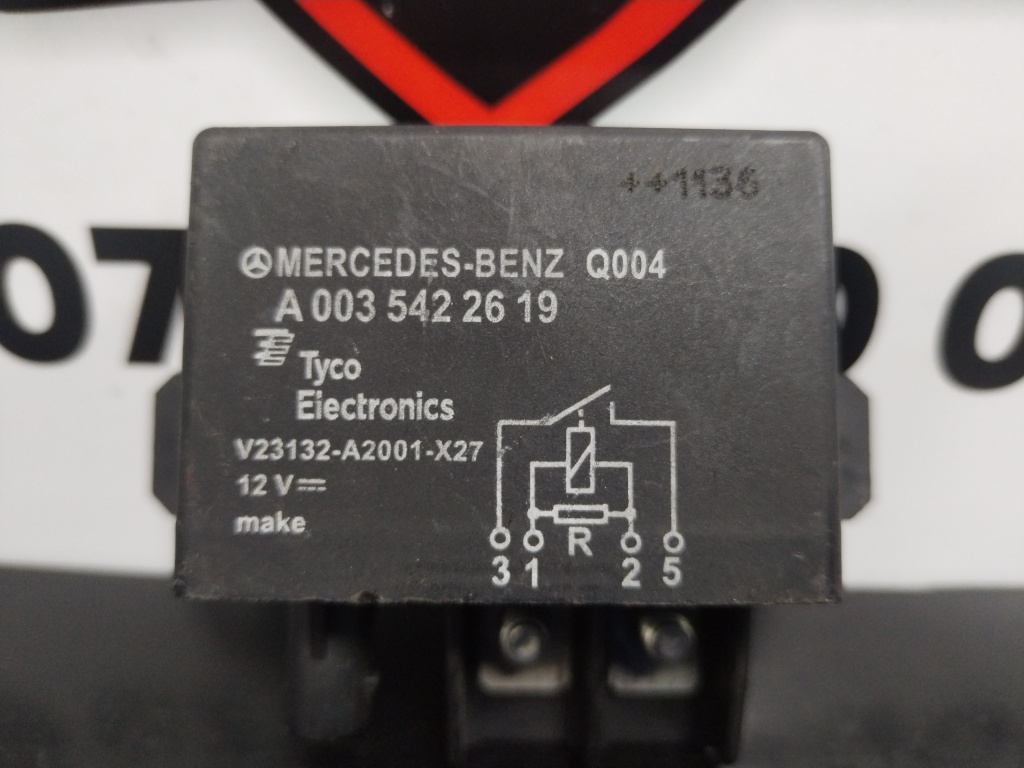 ++1136
MERCEDES-BENZ Q004
A 003 542 26 19
Tyco
Electronics
V23132-A2001-X27
12 V
make
R
3 1 2 5